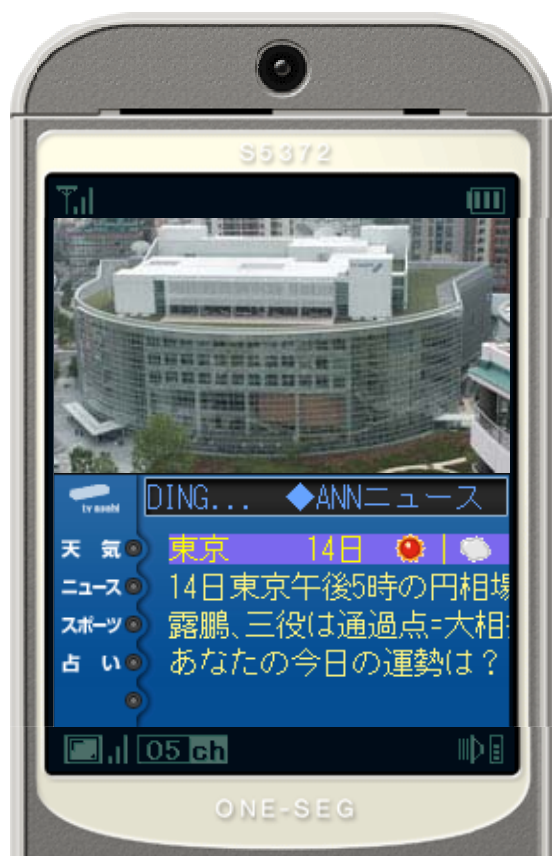 S5372
DING... ◆ANNニュース
tv asahi
天気 東京 14日
ニュース 14日東京午後5時の円相場
スポーツ 露鵬、三役は通過点=大相
占い あなたの今日の運勢は？
05 ch
ONE-SEG